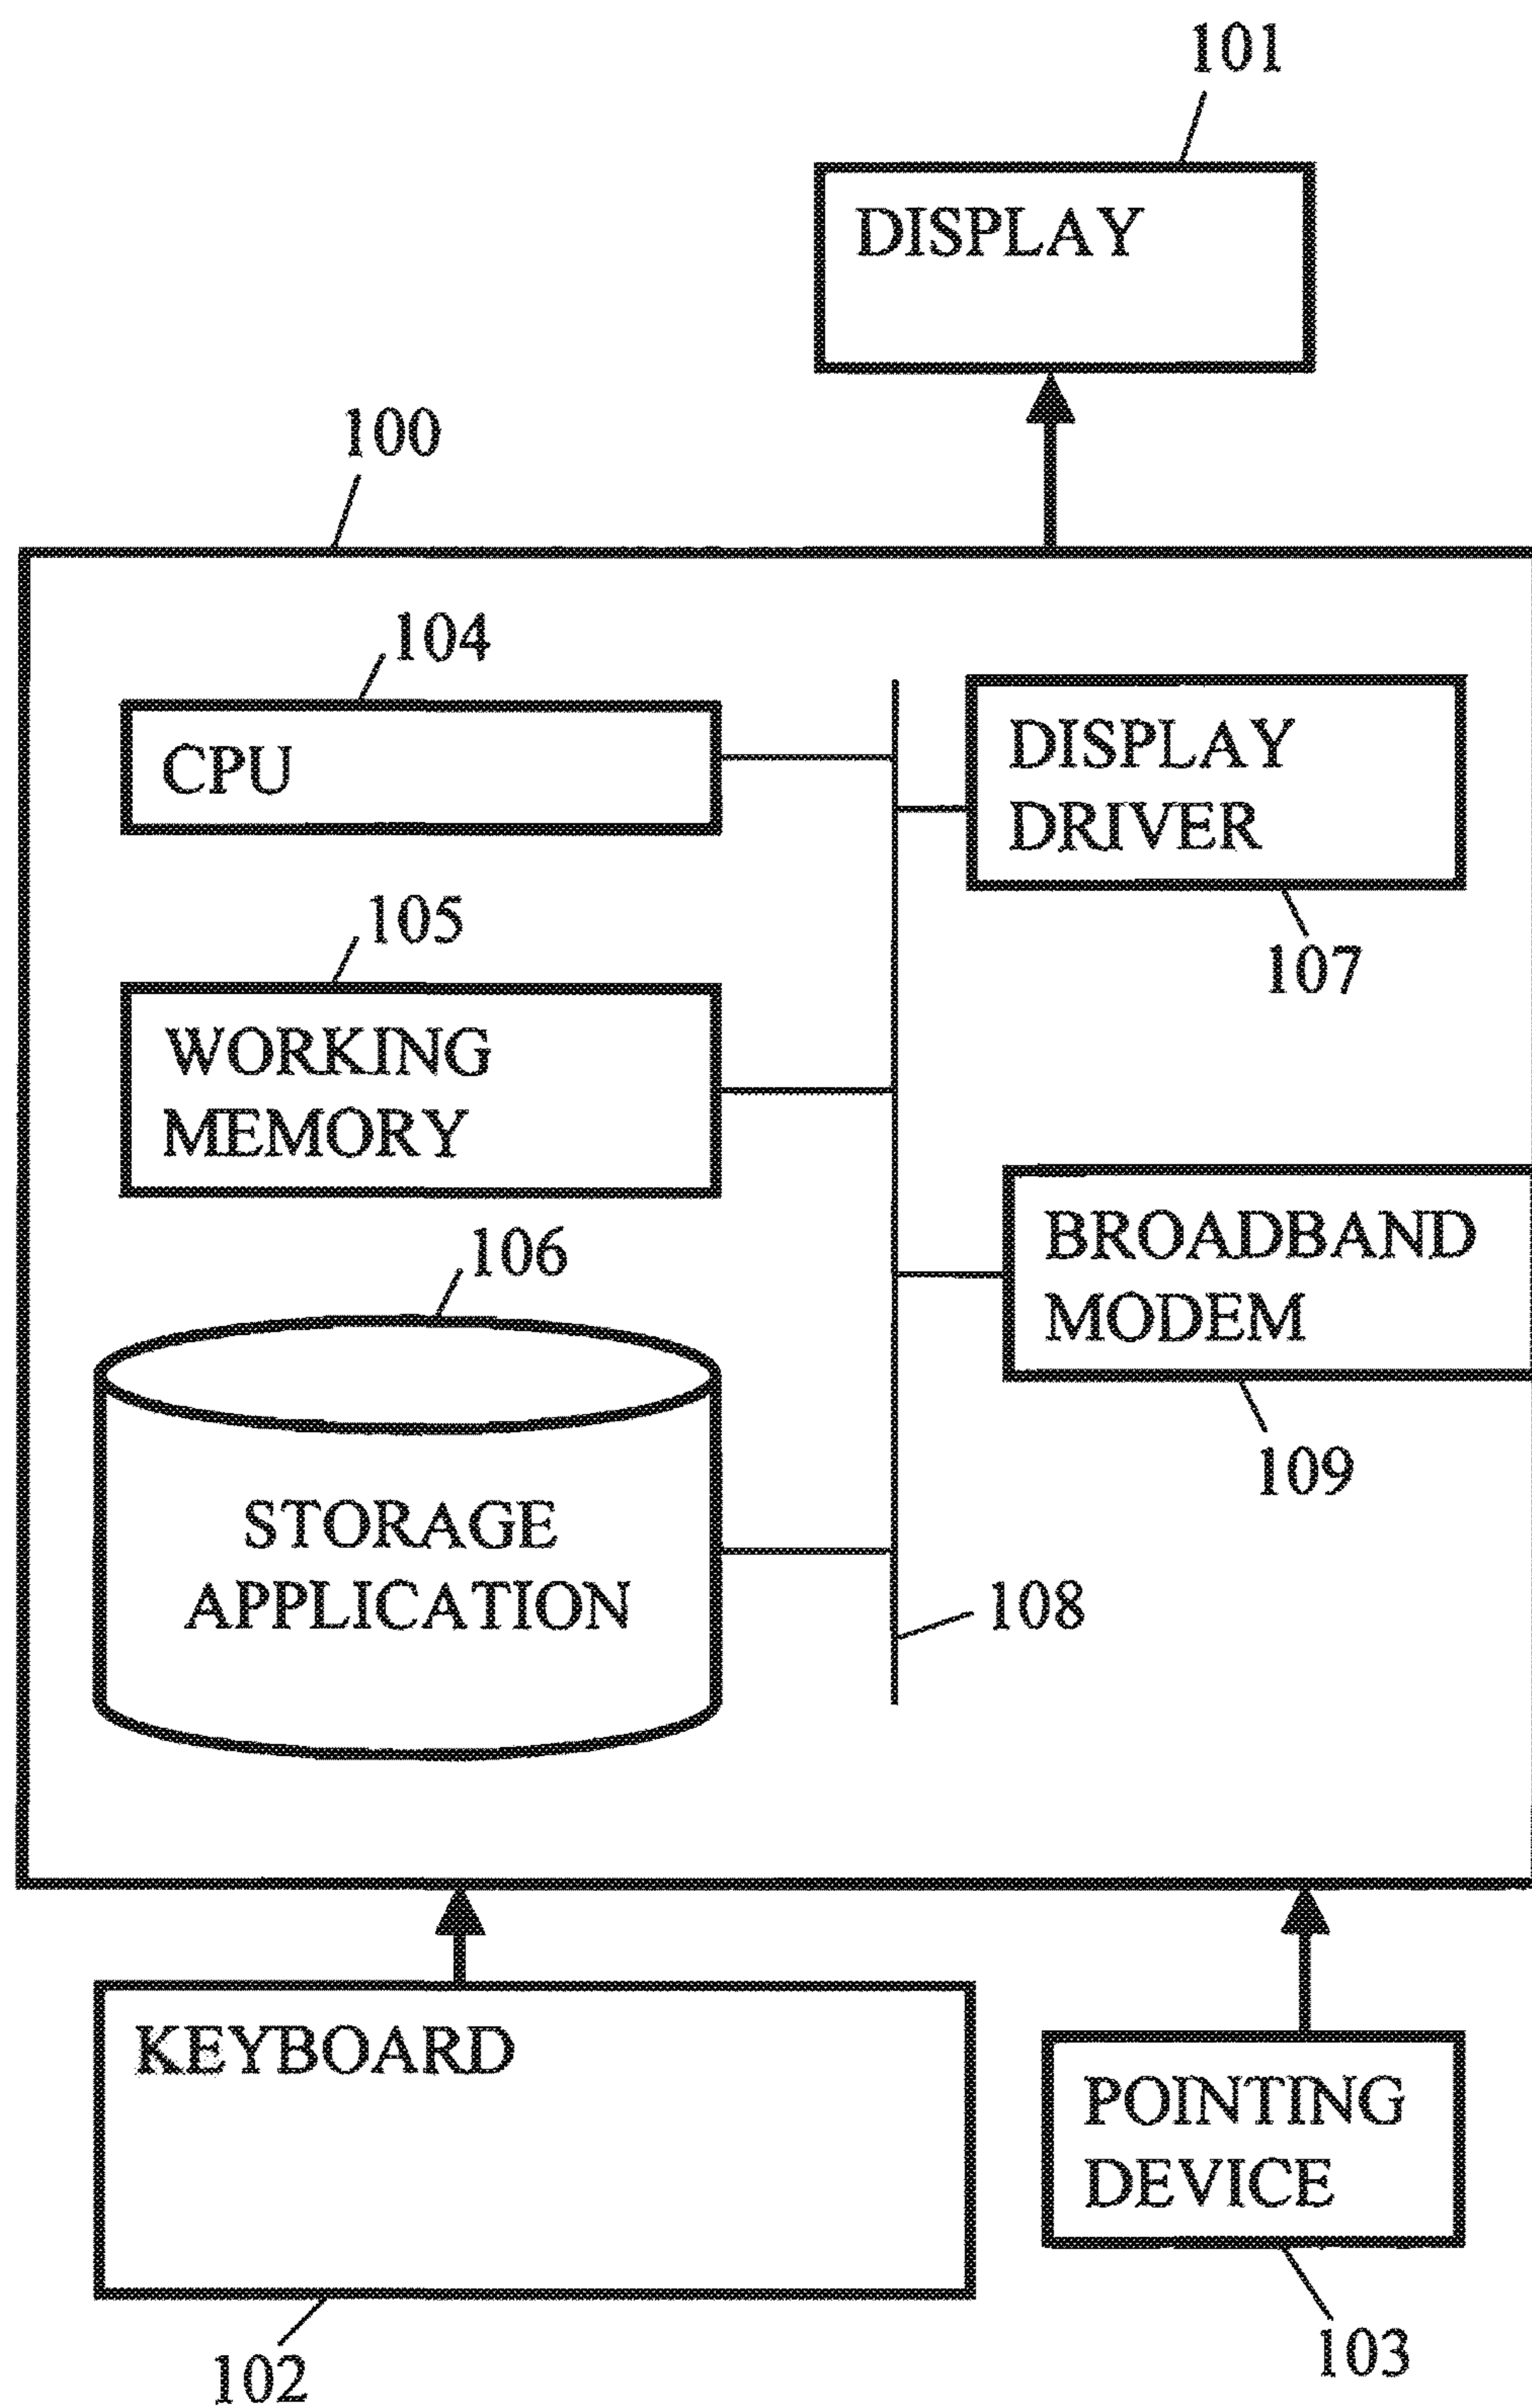 101
DISPLAY
100
104
CPU
DISPLAY
DRIVER
107
105
WORKING
MEMORY
106
BROADBAND
MODEM
109
STORAGE
APPLICATION
108
KEYBOARD
102
POINTING
DEVICE
103